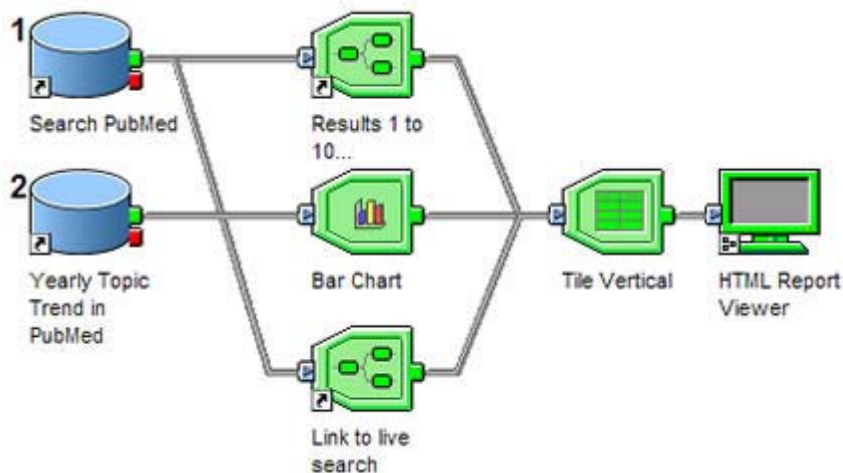 1
Search PubMed
Results 1 to
10...
2
Yearly Topic
Trend in
PubMed
Bar Chart
Tile Vertical
HTML Report
Viewer
Link to live
search